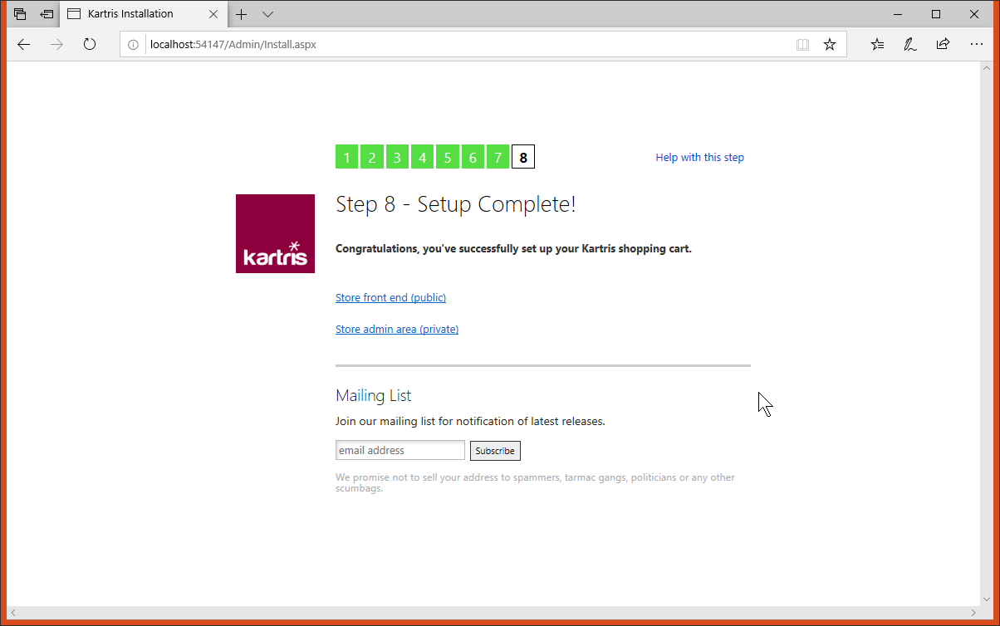 Kartris Installation
localhost:54147/Admin/Install.aspx
1 2 3 4 5 6 7 8
Help with this step
kartris
Step 8 - Setup Complete!
Congratulations, you've successfully set up your Kartris shopping cart.
Store front end (public)
Store admin area (private)
Mailing List
Join our mailing list for notification of latest releases.
email address Subscribe
We promise not to sell your address to spammers, tarmac gangs, politicians or any other
scumbags.